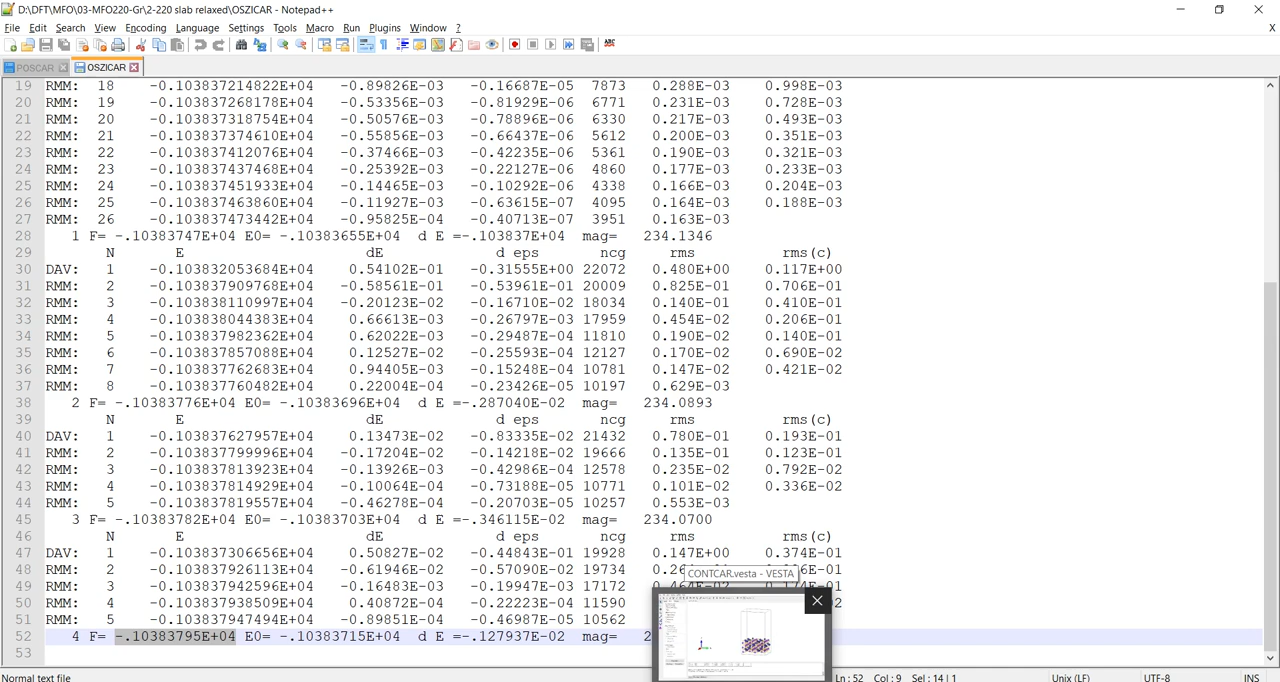 D:\DFT\MFO\03-MFO220-Gr\2-220 slab relaxed\OSZICAR - Notepad++
File Edit Search View Encoding Language Settings Tools Macro Run Plugins Window ? X
POSCAR OSZICAR
19 RMM: 18 -0.103837214822E+04 -0.89826E-03 -0.16687E-05 7873 0.288E-03 0.998E-03
20 RMM: 19 -0.103837268178E+04 -0.53356E-03 -0.81929E-06 6771 0.231E-03 0.728E-03
21 RMM: 20 -0.103837318754E+04 -0.50576E-03 -0.78896E-06 6330 0.217E-03 0.493E-03
22 RMM: 21 -0.103837374610E+04 -0.55856E-03 -0.66437E-06 5612 0.200E-03 0.351E-03
23 RMM: 22 -0.103837412076E+04 -0.37466E-03 -0.42235E-06 5361 0.190E-03 0.321E-03
24 RMM: 23 -0.103837437468E+04 -0.25392E-03 -0.22127E-06 4860 0.177E-03 0.233E-03
25 RMM: 24 -0.103837451933E+04 -0.14465E-03 -0.10292E-06 4338 0.166E-03 0.204E-03
26 RMM: 25 -0.103837463860E+04 -0.11927E-03 -0.63615E-07 4095 0.164E-03 0.188E-03
27 RMM: 26 -0.103837473442E+04 -0.95825E-04 -0.40713E-07 3951 0.163E-03
28 1 F= -.10383747E+04 E0= -.10383655E+04 d E =-.103837E+04 mag= 234.1346
29 N E dE d eps ncg rms rms(c)
30 DAV: 1 -0.103832053684E+04 0.54102E-01 -0.31555E+00 22072 0.480E+00 0.117E+00
31 RMM: 2 -0.103837909768E+04 -0.58561E-01 -0.53961E-01 20009 0.825E-01 0.706E-01
32 RMM: 3 -0.103838110997E+04 -0.20123E-02 -0.16710E-02 18034 0.140E-01 0.410E-01
33 RMM: 4 -0.103838044383E+04 0.66613E-03 -0.26797E-03 17959 0.454E-02 0.206E-01
34 RMM: 5 -0.103837982362E+04 0.62022E-03 -0.29487E-04 11810 0.190E-02 0.140E-01
35 RMM: 6 -0.103837857088E+04 0.12527E-02 -0.25593E-04 12127 0.170E-02 0.690E-02
36 RMM: 7 -0.103837762683E+04 0.94405E-03 -0.15248E-04 10781 0.147E-02 0.421E-02
37 RMM: 8 -0.103837760482E+04 0.22004E-04 -0.23426E-05 10197 0.629E-03
38 2 F= -.10383776E+04 E0= -.10383696E+04 d E =-.287040E-02 mag= 234.0893
39 N E dE d eps ncg rms rms(c)
40 DAV: 1 -0.103837627957E+04 0.13473E-02 -0.83335E-02 21432 0.780E-01 0.193E-01
41 RMM: 2 -0.103837799996E+04 -0.17204E-02 -0.14218E-02 19666 0.135E-01 0.123E-01
42 RMM: 3 -0.103837813923E+04 -0.13926E-03 -0.42986E-04 12578 0.235E-02 0.792E-02
43 RMM: 4 -0.103837814929E+04 -0.10064E-04 -0.73188E-05 10771 0.101E-02 0.336E-02
44 RMM: 5 -0.103837819557E+04 -0.46278E-04 -0.20703E-05 10257 0.553E-03
45 3 F= -.10383782E+04 E0= -.10383703E+04 d E =-.346115E-02 mag= 234.0700
46 N E dE d eps ncg rms rms(c)
47 DAV: 1 -0.103837306656E+04 0.50827E-02 -0.44843E-01 19928 0.147E+00 0.374E-01
48 RMM: 2 -0.103837926113E+04 -0.61946E-02 -0.57090E-02 19734
49 RMM: 3 -0.103837942596E+04 -0.16483E-03 -0.19947E-03 17172
50 RMM: 4 -0.103837938509E+04 0.40872E-04 -0.22223E-04 11590
51 RMM: 5 -0.103837947494E+04 -0.89851E-04 -0.46987E-05 10562
52 4 F= -.10383795E+04 E0= -.10383715E+04 d E =-.127937E-02 mag= 2
53
CONTCAR.vesta - VESTA
Normal text file Ln : 52 Col : 9 Sel : 14 | 1 Unix (LF) UTF-8 INS